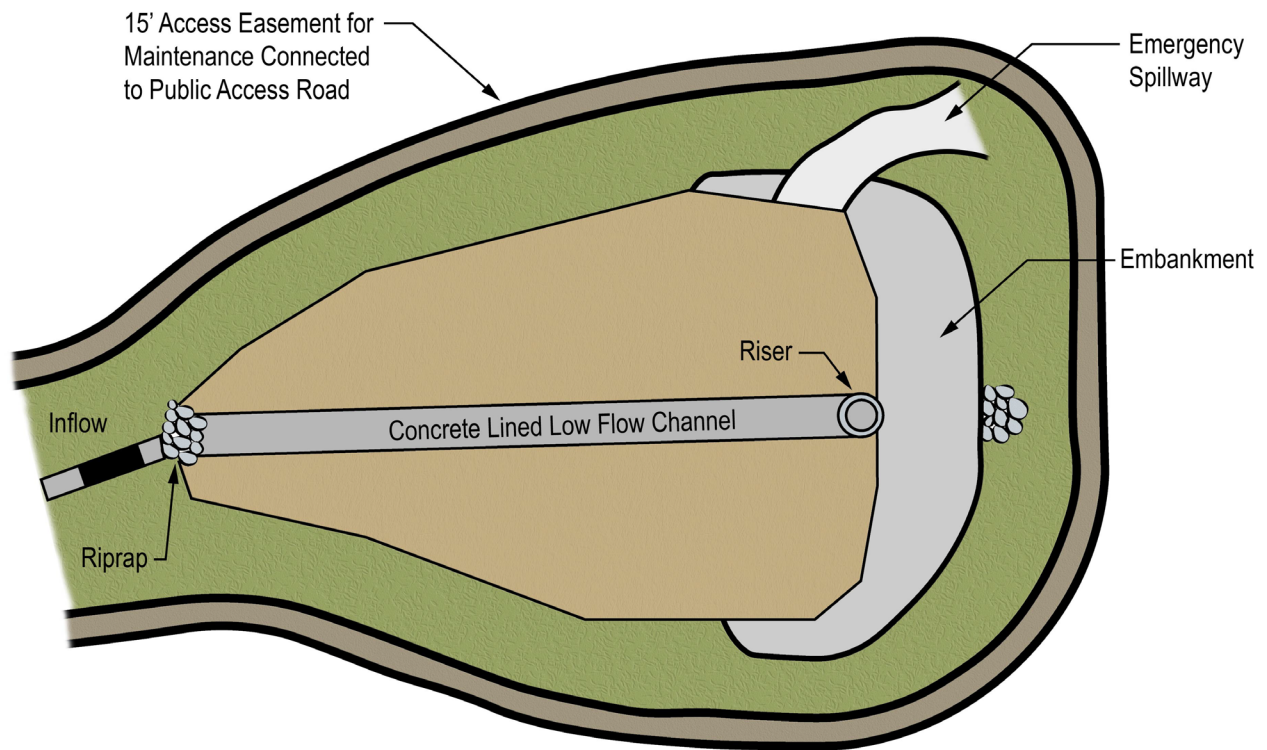 15’ Access Easement for
Maintenance Connected
to Public Access Road
Emergency
Spillway
Embankment
Riser
Inflow
Concrete Lined Low Flow Channel
Riprap